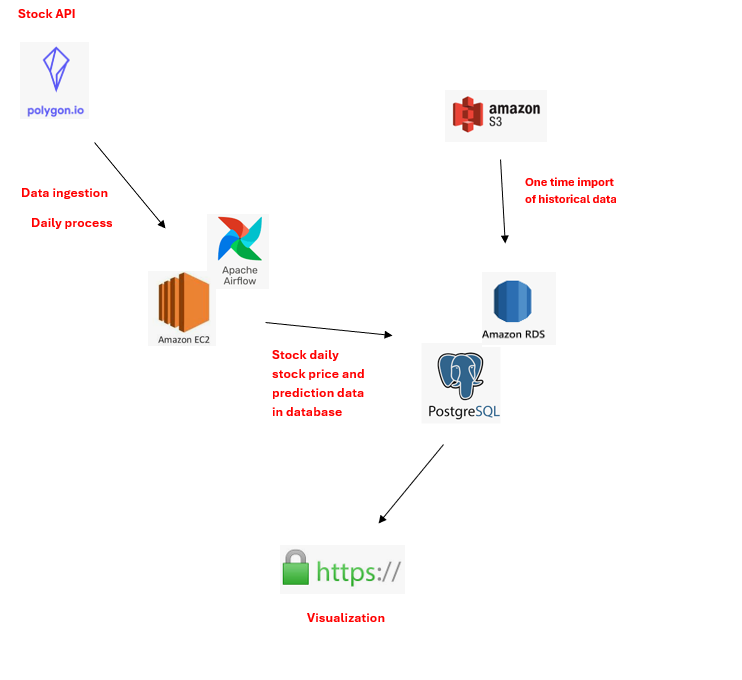 Stock API
polygon.io
amazon
S3
One time import
of historical data
Data ingestion
Daily process
Apache
Airflow
Amazon EC2
Amazon RDS
Stock daily
stock price and
prediction data
in database
PostgreSQL
https://
Visualization